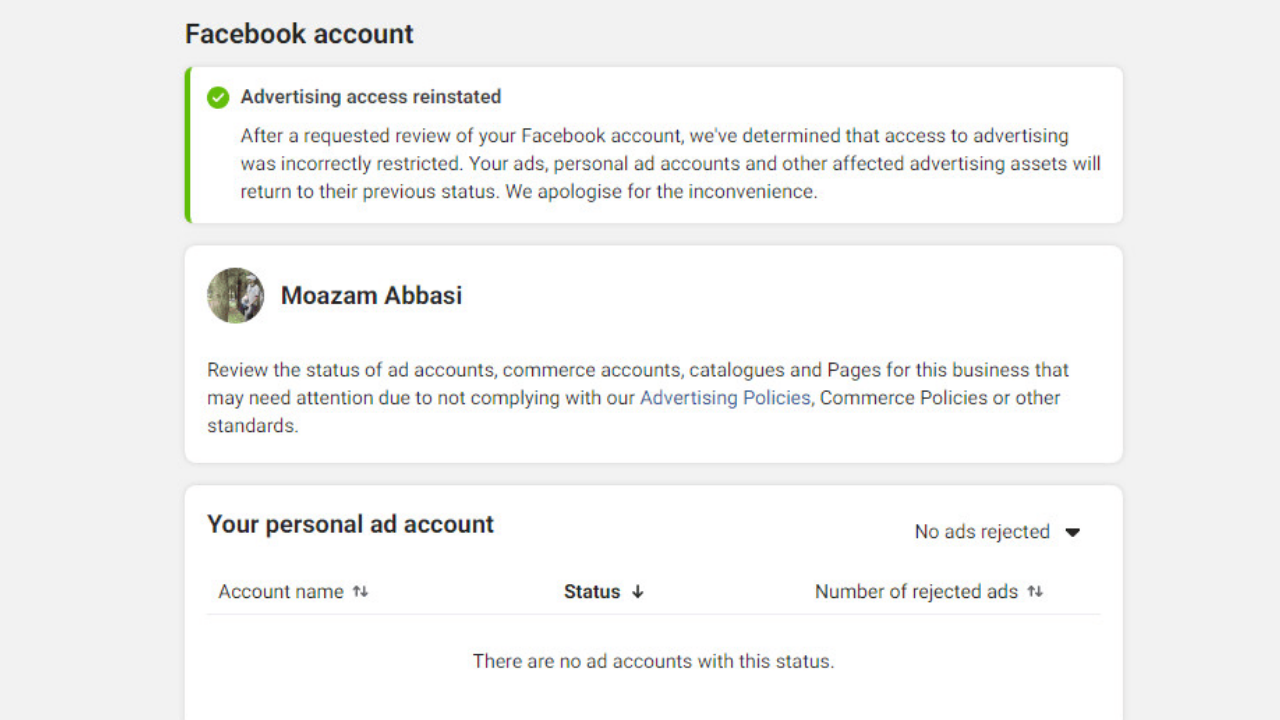 Facebook account
Advertising access reinstated
After a requested review of your Facebook account, we've determined that access to advertising
was incorrectly restricted. Your ads, personal ad accounts and other affected advertising assets will
return to their previous status. We apologise for the inconvenience.
Moazam Abbasi
Review the status of ad accounts, commerce accounts, catalogues and Pages for this business that
may need attention due to not complying with our Advertising Policies, Commerce Policies or other
standards.
Your personal ad account
No ads rejected
Account name Status Number of rejected ads
There are no ad accounts with this status.